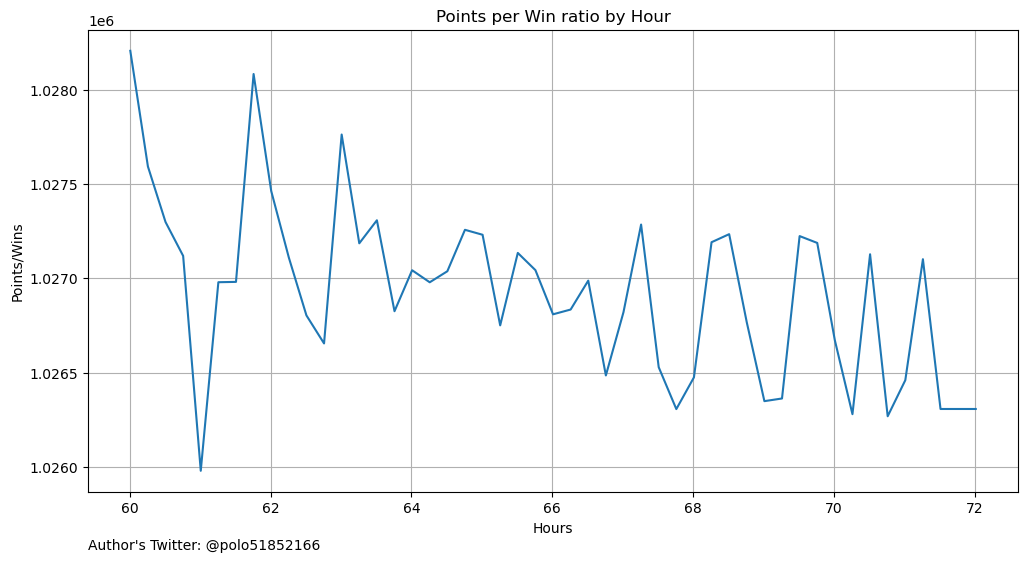 Points per Win ratio by Hour
1e6
1.0280
1.0275
1.0270
1.0265
1.0260
Points/Wins
60 62 64 66 68 70 72
Hours
Author's Twitter: @polo51852166